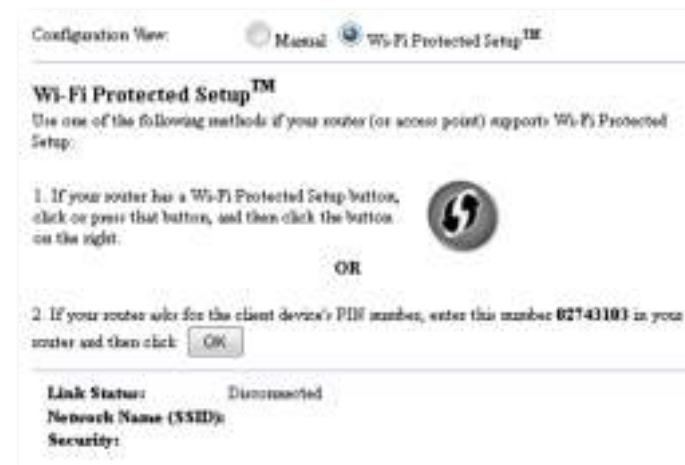 Configuration View: Manual Wi-Fi Protected Setup™
Wi-Fi Protected Setup™
Use one of the following methods if your router (or access point) supports Wi-Fi Protected
Setup:
1. If your router has a Wi-Fi Protected Setup button,
click or press that button, and then click the button
on the right.
OR
2. If your router asks for the client device's PIN number, enter this number 02743103 in your
router and then click OK
Link Status: Disconnected
Network Name (SSID):
Security: